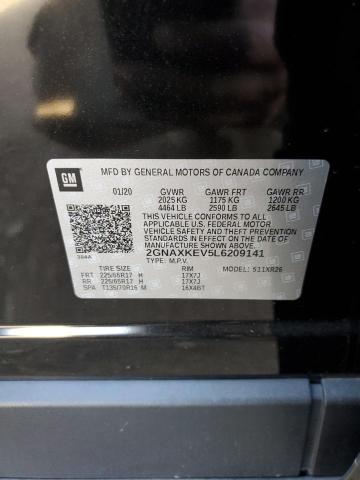 GM
MFD BY GENERAL MOTORS OF CANADA COMPANY
01/20 GVWR GAWR FRT GAWR RR
2025 KG 1175 KG 1200 KG
4464 LB 2590 LB 2645 LB
THIS VEHICLE CONFORMS TO ALL
APPLICABLE U.S. FEDERAL MOTOR
VEHICLE SAFETY AND THEFT PREVENTION
STANDARDS IN EFFECT ON THE DATE OF
MANUFACTURE SHOWN ABOVE.
2GNAXKEV5L6209141
TYPE: M.P.V. MODEL: 511XR26
TIRE SIZE RIM
FRT 225/65R17 H 17X7J
RR 225/65R17 H 17X7J
SPA T135/70R16 M 16X4BT